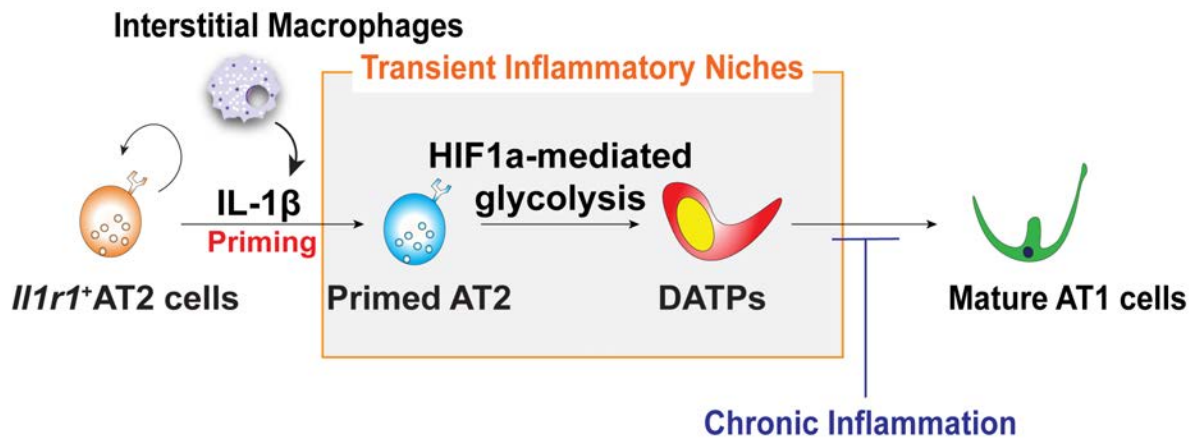 Interstitial Macrophages
Transient Inflammatory Niches
HIF1a-mediated
glycolysis
IL-1β
Priming
Il1r1⁺AT2 cells
Primed AT2
DATPs
Mature AT1 cells
Chronic Inflammation